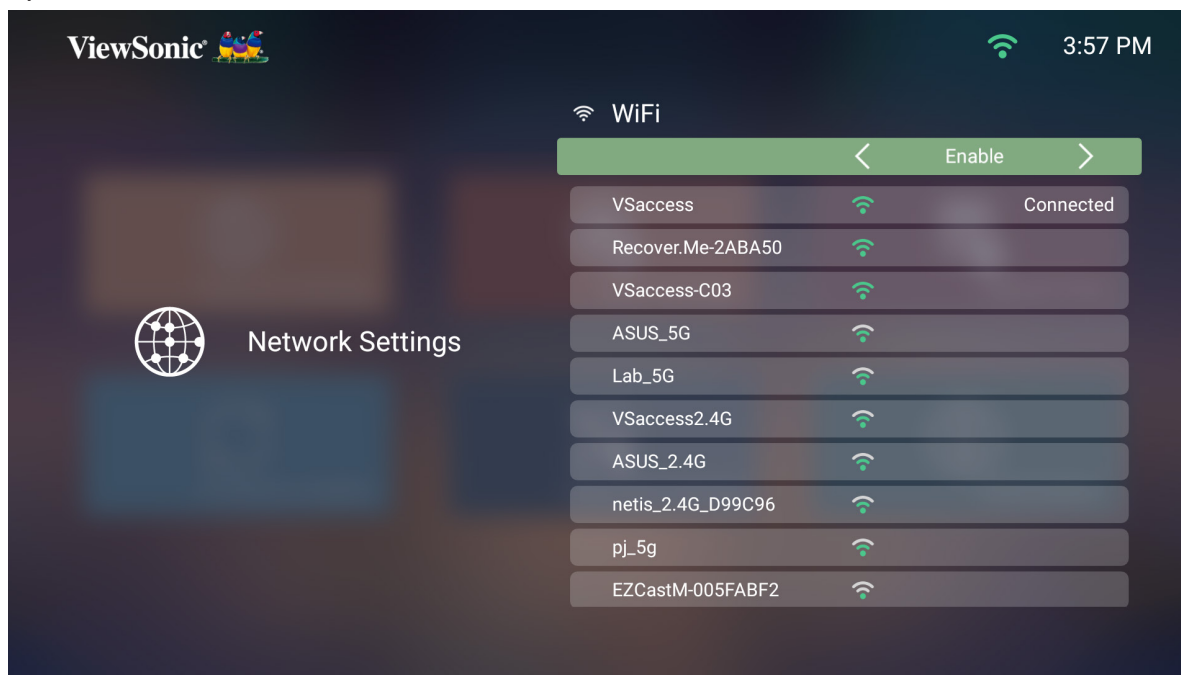 ViewSonic®
3:57 PM
WiFi
Enable
VSaccess Connected
Recover.Me-2ABA50
VSaccess-C03
ASUS_5G
Network Settings
Lab_5G
VSaccess2.4G
ASUS_2.4G
netis_2.4G_D99C96
pj_5g
EZCastM-005FABF2